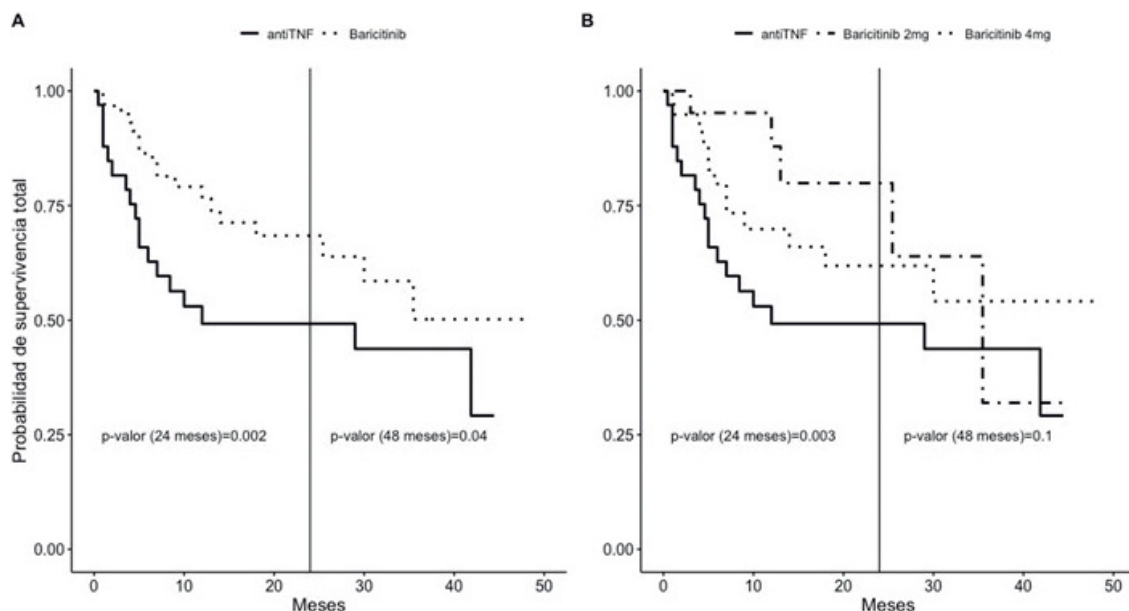 A
antiTNF Baricitinib
Probabilidad de supervivencia total
1.00
0.75
0.50
0.25
0.00
p-valor (24 meses)=0.002 p-valor (48 meses)=0.04
0 10 20 30 40 50
Meses
B
antiTNF Baricitinib 2mg Baricitinib 4mg
1.00
0.75
0.50
0.25
0.00
p-valor (24 meses)=0.003 p-valor (48 meses)=0.1
0 10 20 30 40 50
Meses